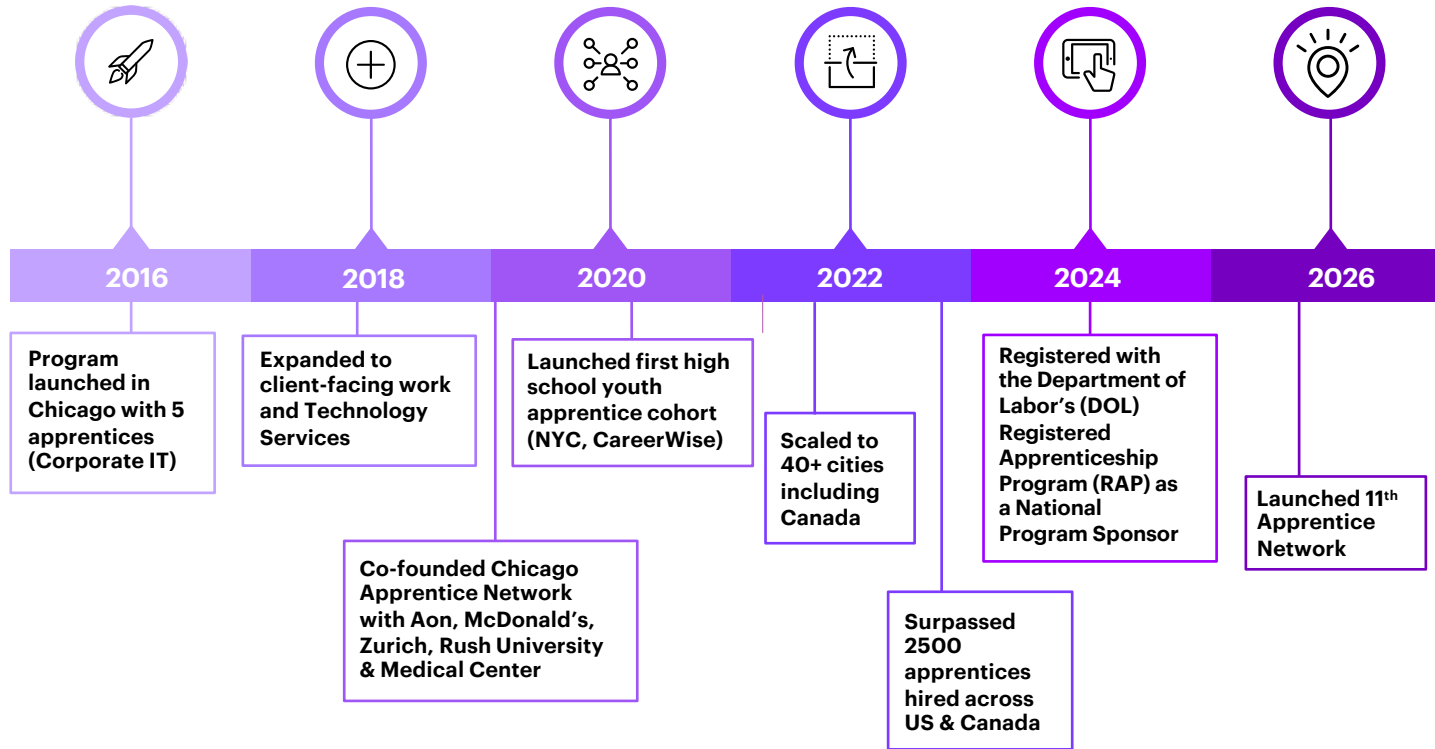 2016
2018
2020
2022
2024
2026
Program
launched in
Chicago with 5
apprentices
(Corporate IT)
Expanded to
client-facing work
and Technology
Services
Co-founded Chicago
Apprentice Network
with Aon, McDonald’s,
Zurich, Rush University
& Medical Center
Launched first high
school youth
apprentice cohort
(NYC, CareerWise)
Scaled to
40+ cities
including
Canada
Surpassed
2500
apprentices
hired across
US & Canada
Registered with
the Department of
Labor’s (DOL)
Registered
Apprenticeship
Program (RAP) as
a National
Program Sponsor
Launched 11th
Apprentice
Network